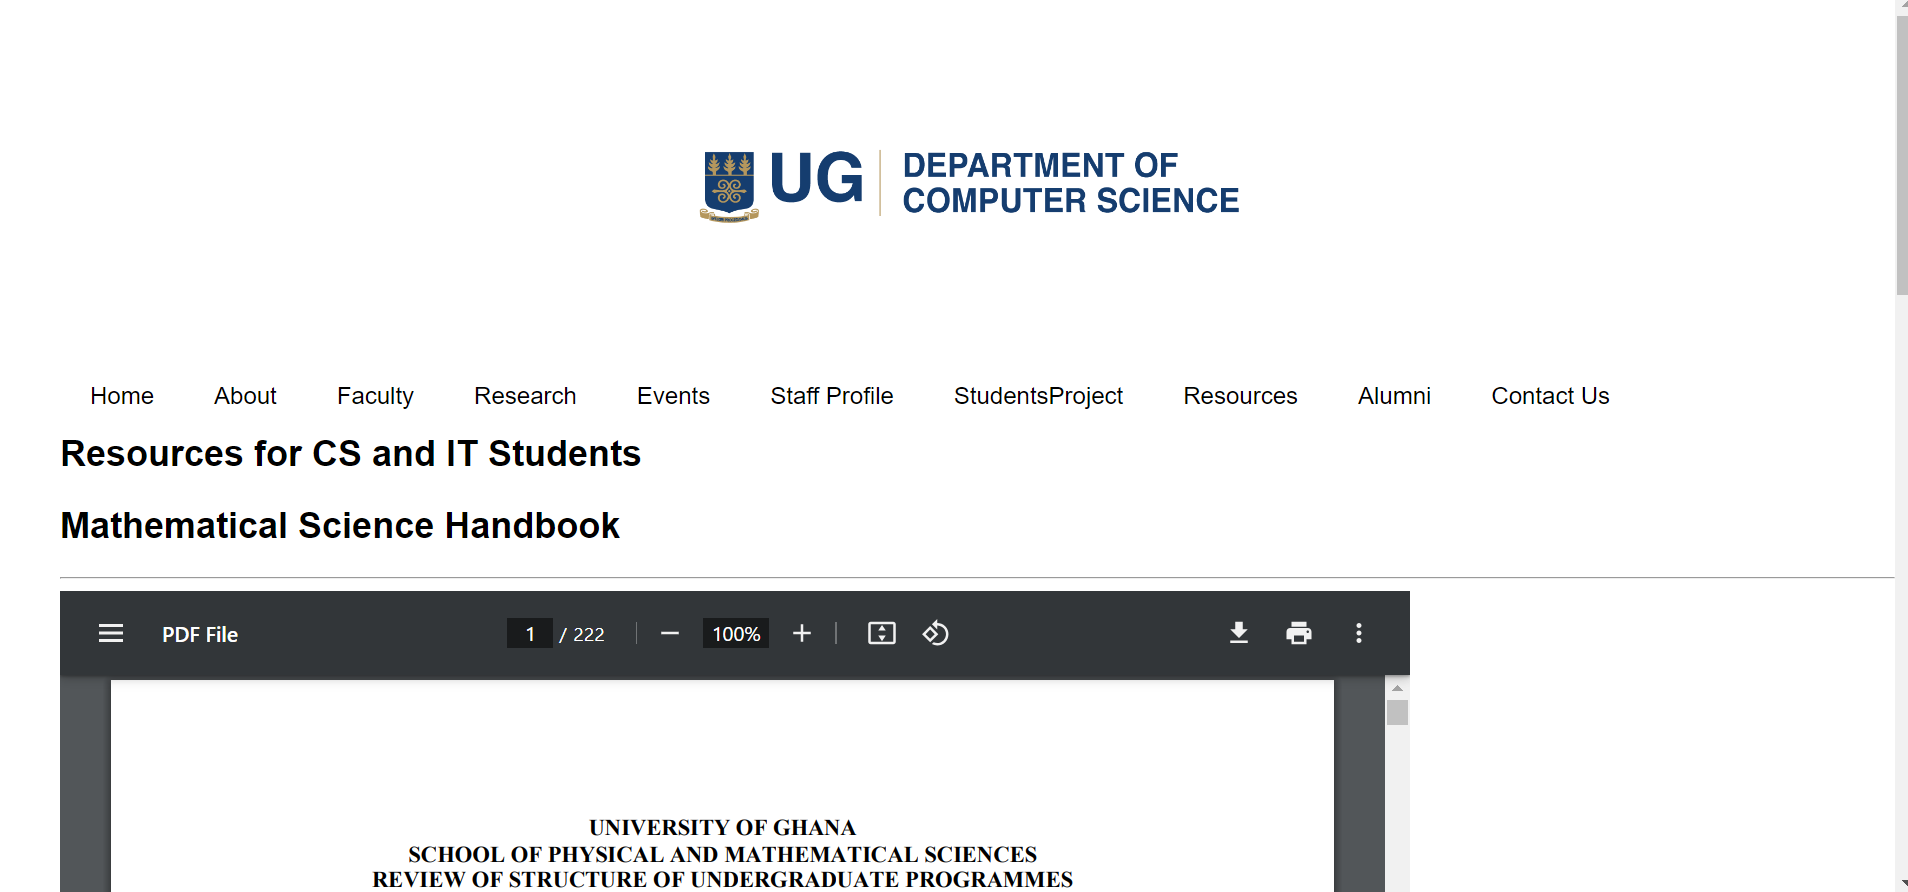 UG
DEPARTMENT OF
COMPUTER SCIENCE
Home About Faculty Research Events Staff Profile StudentsProject Resources Alumni Contact Us
Resources for CS and IT Students
Mathematical Science Handbook
PDF File 1 / 222 100%
UNIVERSITY OF GHANA
SCHOOL OF PHYSICAL AND MATHEMATICAL SCIENCES
REVIEW OF STRUCTURE OF UNDERGRADUATE PROGRAMMES